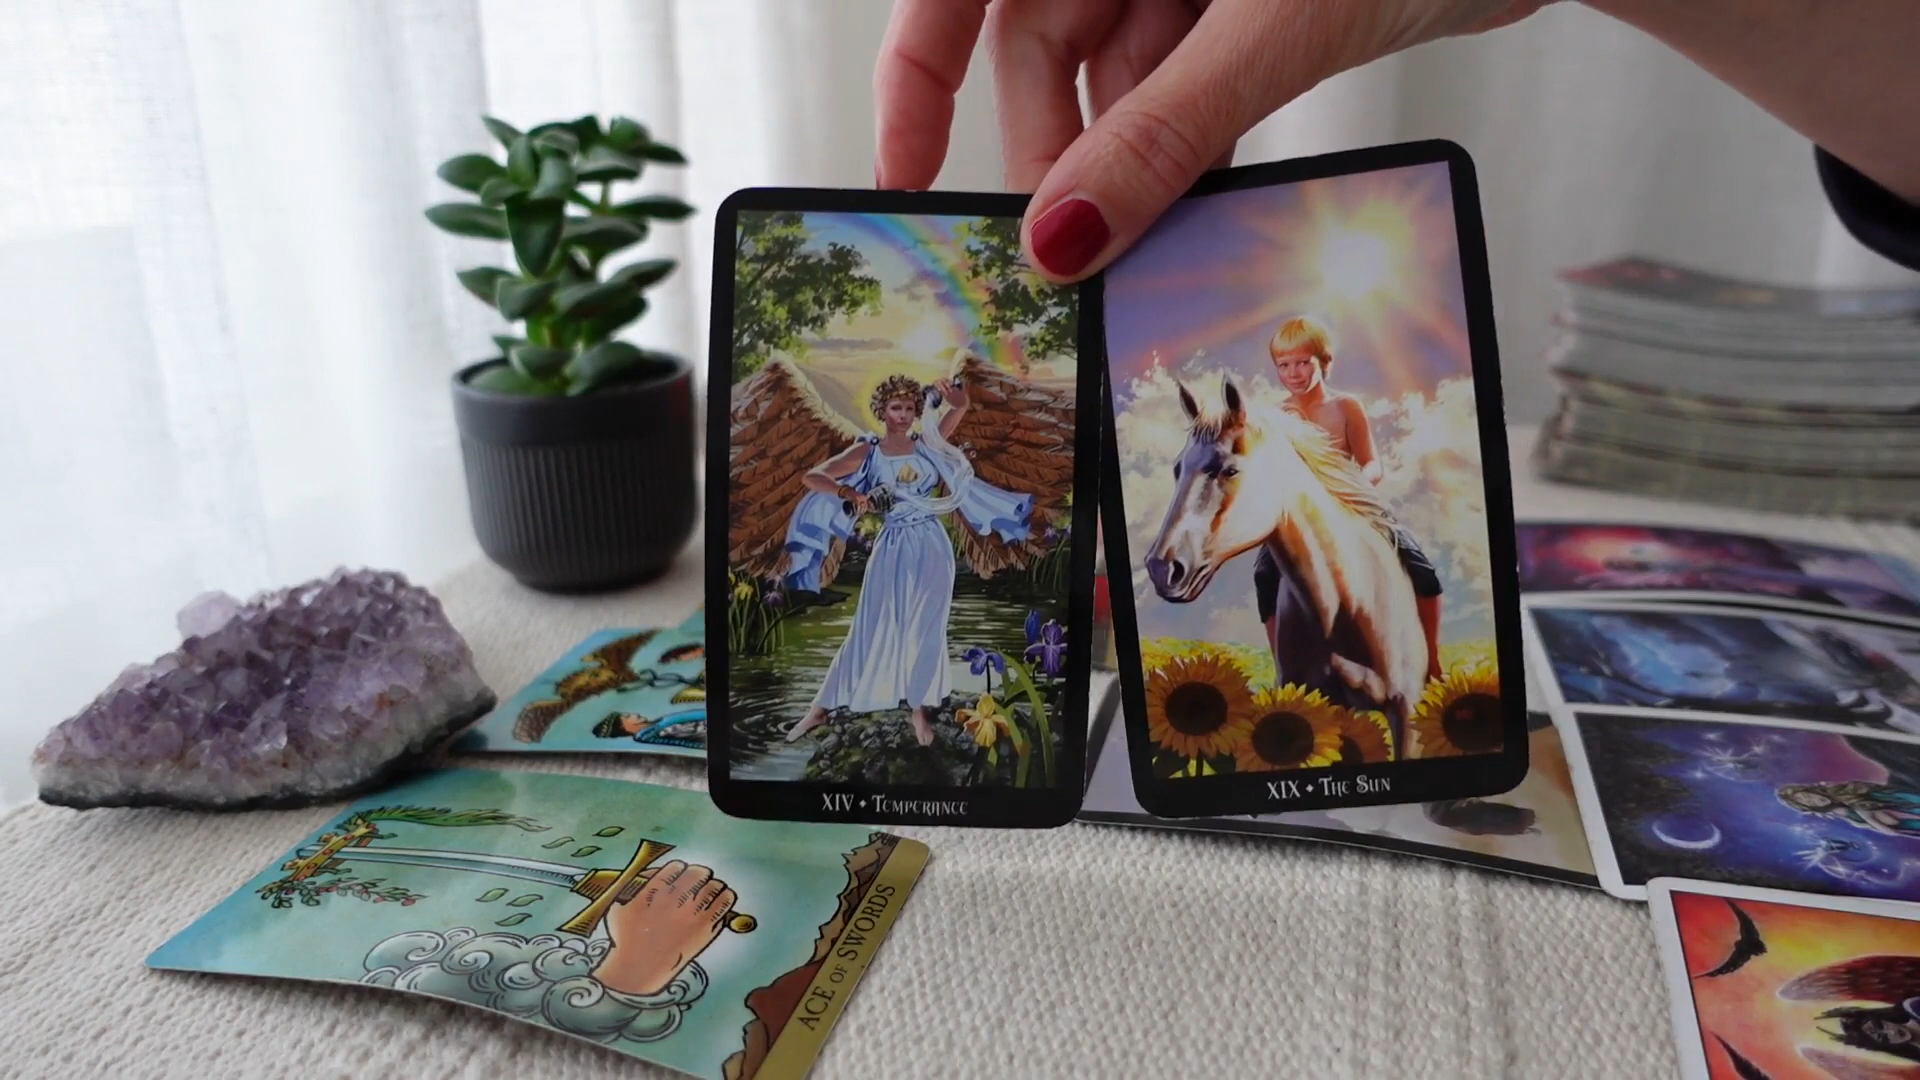 XIV • Temperance
XIX • The Sun
ACE OF SWORDS